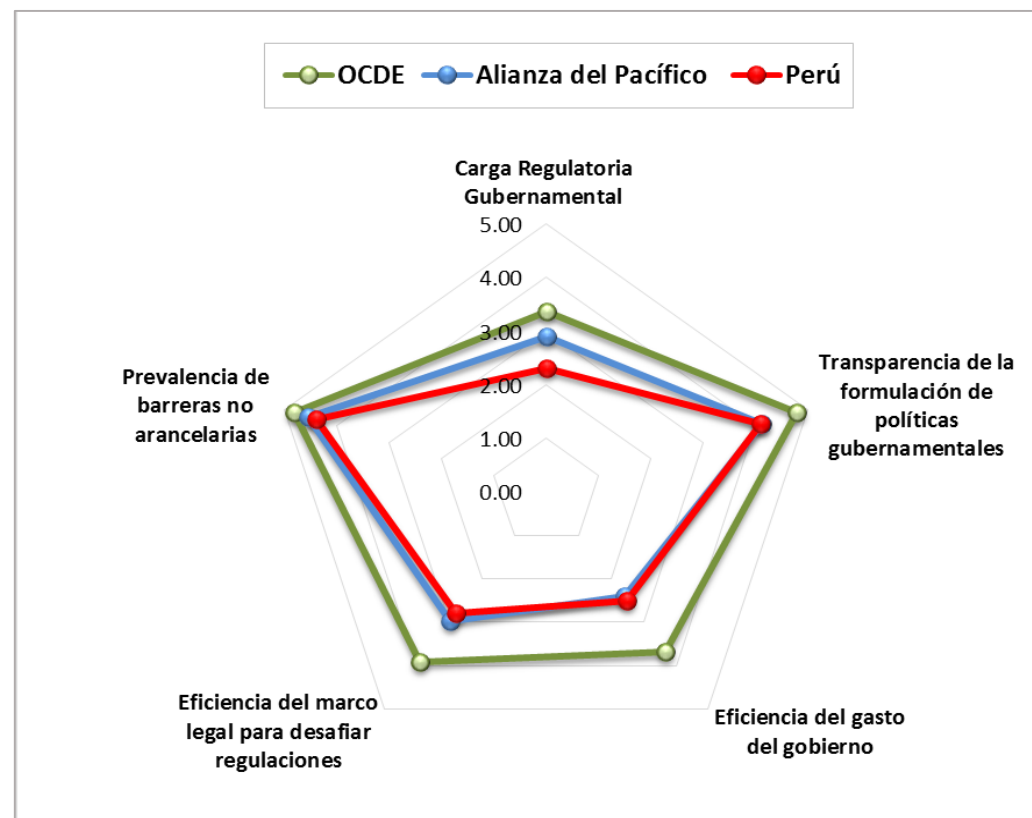 OCDE Alianza del Pacífico Perú
Carga Regulatoria
Gubernamental
5.00
4.00
3.00
2.00
1.00
0.00
Transparencia de la
formulación de
políticas
gubernamentales
Eficiencia del gasto
del gobierno
Eficiencia del marco
legal para desafiar
regulaciones
Prevalencia de
barreras no
arancelarias